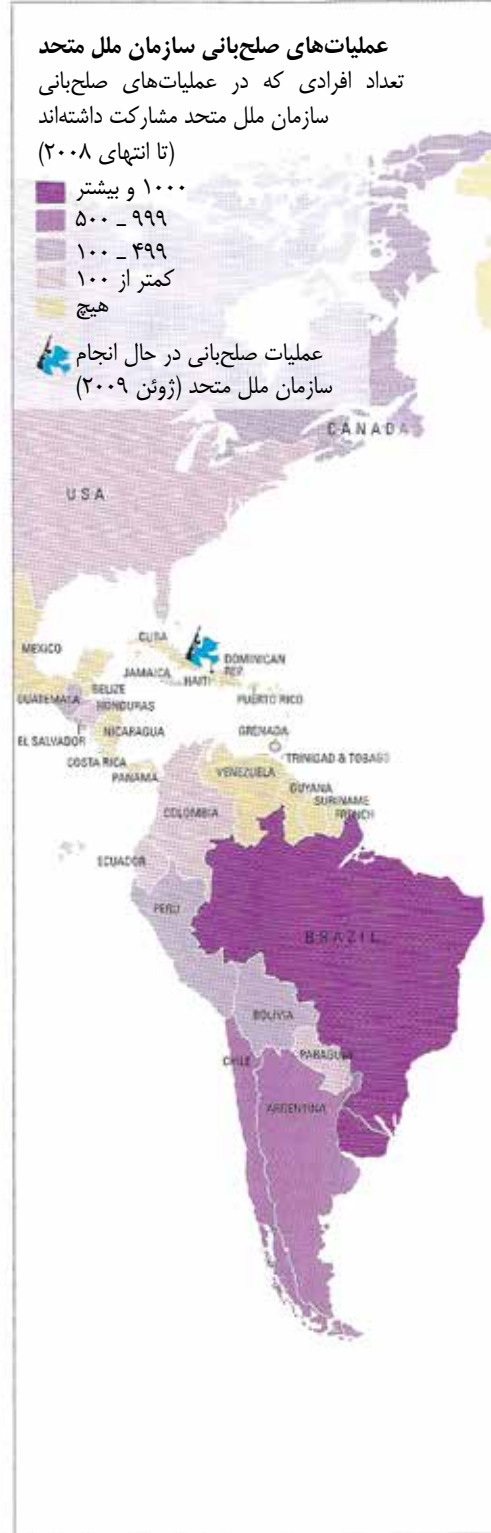 عملیات‌های صلح‌بانی سازمان ملل متحد
تعداد افرادی که در عملیات‌های صلح‌بانی
سازمان ملل متحد مشارکت داشته‌اند
(تا انتهای ۲۰۰۸)
۱۰۰۰ و بیشتر
۵۰۰ _ ۹۹۹
۱۰۰ _ ۴۹۹
کمتر از ۱۰۰
هیچ
عملیات صلح‌بانی در حال انجام
سازمان ملل متحد (ژوئن ۲۰۰۹)
CANADA
USA
CUBA
MEXICO
DOMINICAN
REP.
JAMAICA
HAITI
BELIZE
GUATEMALA
HONDURAS
PUERTO RICO
EL SALVADOR
NICARAGUA
GRENADA
COSTA RICA
TRINIDAD & TOBAGO
PANAMA
VENEZUELA
GUYANA
SURINAME
FRENCH
COLOMBIA
ECUADOR
PERU
BRAZIL
BOLIVIA
CHILE
PARAGUAY
ARGENTINA